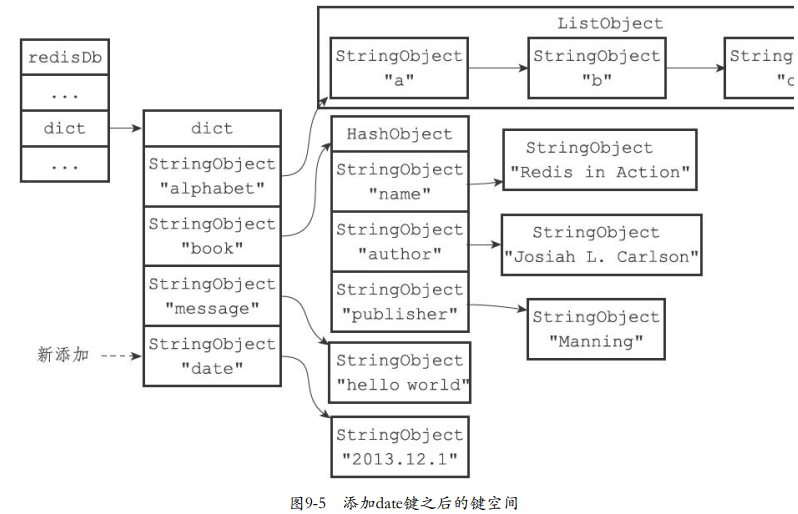 ListObject
StringObject
"a"
StringObject
"b"
redisDb
...
dict
...
dict
StringObject
"alphabet"
StringObject
"book"
StringObject
"message"
StringObject
"date"
新添加
HashObject
StringObject
"name"
StringObject
"author"
StringObject
"publisher"
StringObject
"Redis in Action"
StringObject
"Josiah L. Carlson"
StringObject
"Manning"
StringObject
"hello world"
StringObject
"2013.12.1"
图9-5 添加date键之后的键空间